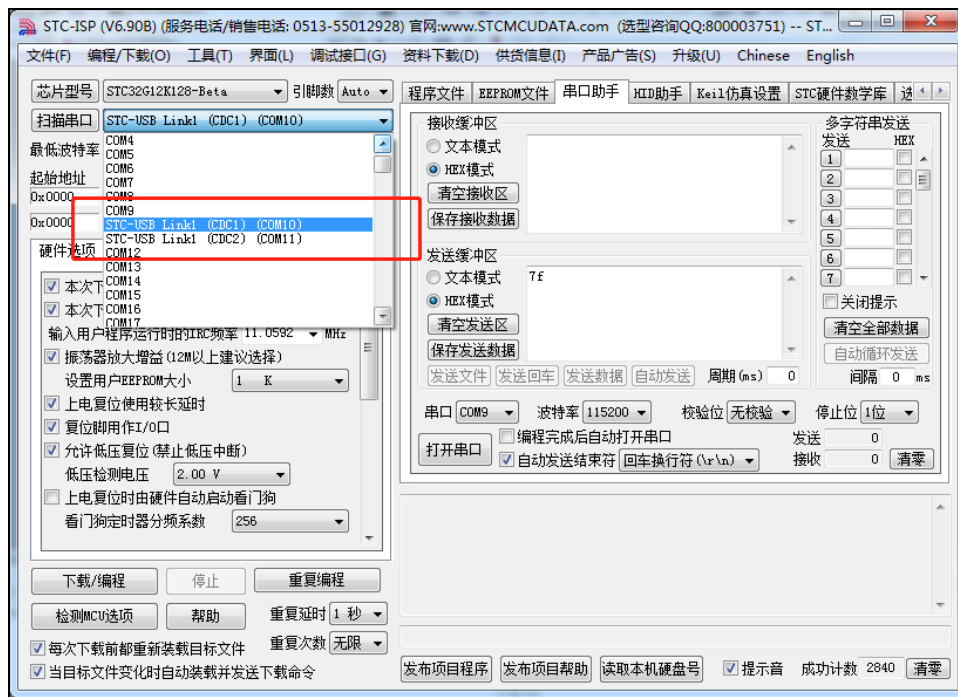 STC-ISP (V6.90B) (服务电话/销售电话: 0513-55012928) 官网:www.STCMCUDATA.com (选型咨询QQ:800003751) -- ST...
文件(F) 编程/下载(O) 工具(T) 界面(L) 调试接口(G) 资料下载(D) 供货信息(I) 产品广告(S) 升级(U) Chinese English
芯片型号 STC32G12K128-Beta 引脚数 Auto
扫描串口 STC-USB Link1 (CDC1) (COM10)
最低波特率
起始地址
0x0000
0x0000
COM4
COM5
COM6
COM7
COM8
COM9
STC-USB Link1 (CDC1) (COM10)
STC-USB Link1 (CDC2) (COM11)
COM12
COM13
COM14
COM15
COM16
COM17
硬件选项
本次下
本次下
输入用户程序运行时的IRC频率 11.0592 MHz
振荡器放大增益(12M以上建议选择)
设置用户EEPROM大小 1 K
上电复位使用较长延时
复位脚用作I/O口
允许低压复位(禁止低压中断)
低压检测电压 2.00 V
上电复位时由硬件自动启动看门狗
看门狗定时器分频系数 256
下载/编程 停止 重复编程
检测MCU选项 帮助 重复延时 1 秒
每次下载前都重新装载目标文件 重复次数 无限
当目标文件变化时自动装载并发送下载命令
程序文件 EEPROM文件 串口助手 HID助手 Keil仿真设置 STC硬件数学库
接收缓冲区
文本模式
HEX模式
清空接收区
保存接收数据
多字符串发送
发送 HEX
1
2
3
4
5
6
7
关闭提示
清空全部数据
自动循环发送
间隔 0 ms
发送缓冲区
文本模式 7f
HEX模式
清空发送区
保存发送数据
发送文件 发送回车 发送数据 自动发送 周期(ms) 0
串口 COM9 波特率 115200 校验位 无校验 停止位 1位
打开串口 编程完成后自动打开串口 发送 0
自动发送结束符 回车换行符(\r\n) 接收 0 清零
发布项目程序 发布项目帮助 读取本机硬盘号 提示音 成功计数 2840 清零